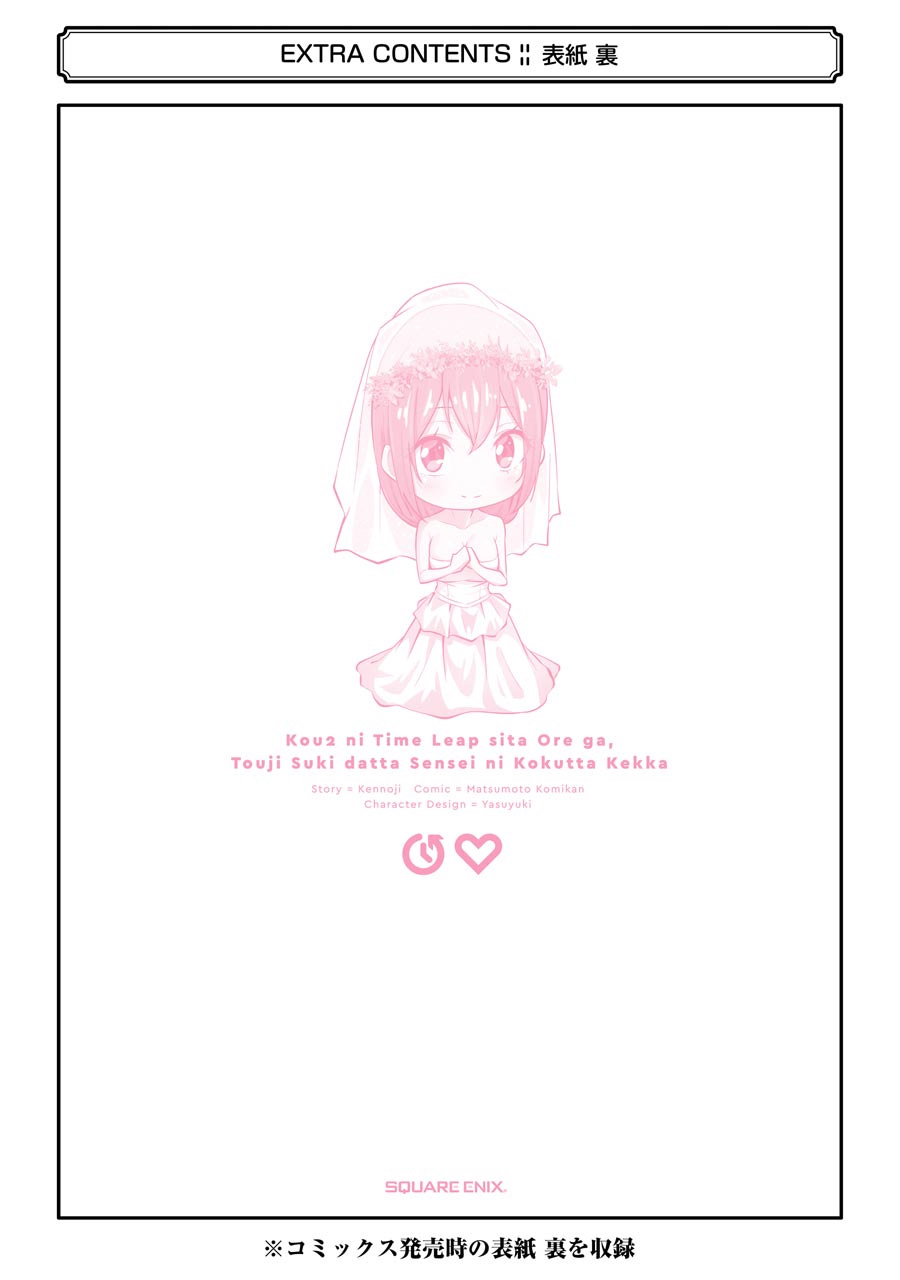 EXTRA CONTENTS ¦¦ 表紙 裏
Kou2 ni Time Leap sita Ore ga,
Touji Suki datta Sensei ni Kokutta Kekka
Story = Kennoji Comic = Matsumoto Komikan
Character Design = Yasuyuki
SQUARE ENIX.
※コミックス発売時の表紙 裏を収録